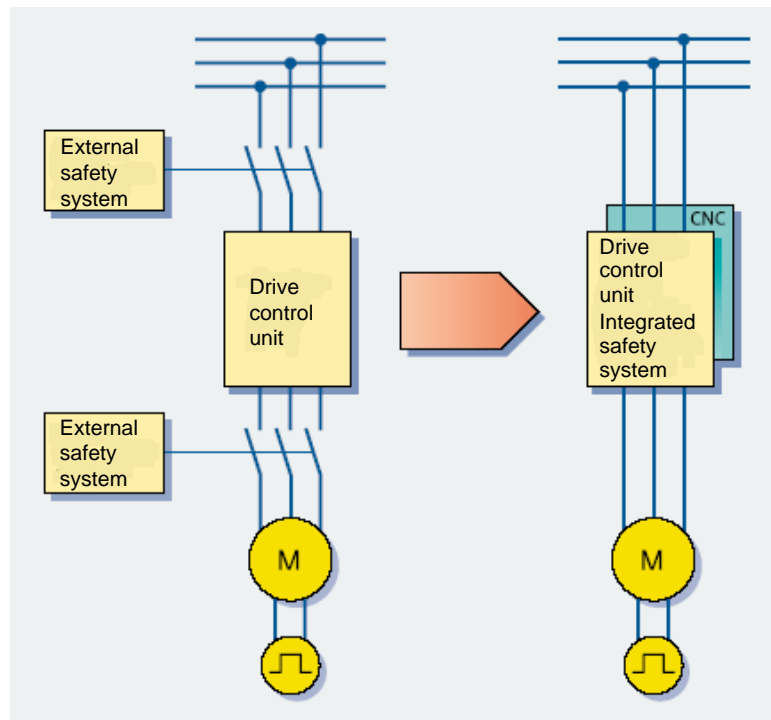 External
safety
system
Drive
control
unit
External
safety
system
M
CNC
Drive
control
unit
Integrated
safety
system
M